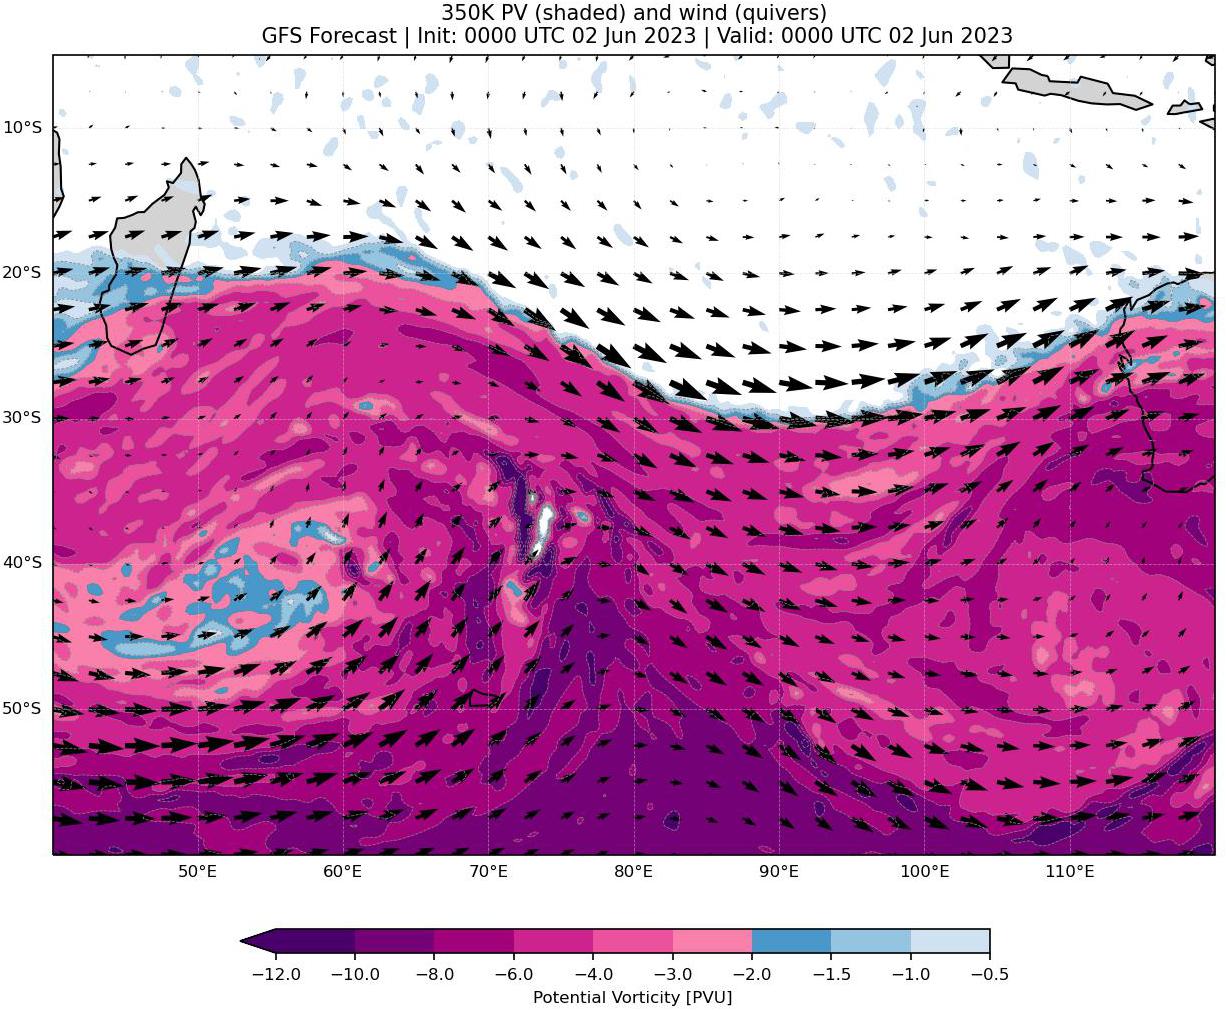 350K PV (shaded) and wind (quivers)
GFS Forecast | Init: 0000 UTC 02 Jun 2023 | Valid: 0000 UTC 02 Jun 2023
10°S
20°S
30°S
40°S
50°S
50°E 60°E 70°E 80°E 90°E 100°E 110°E
−12.0 −10.0 −8.0 −6.0 −4.0 −3.0 −2.0 −1.5 −1.0 −0.5
Potential Vorticity [PVU]